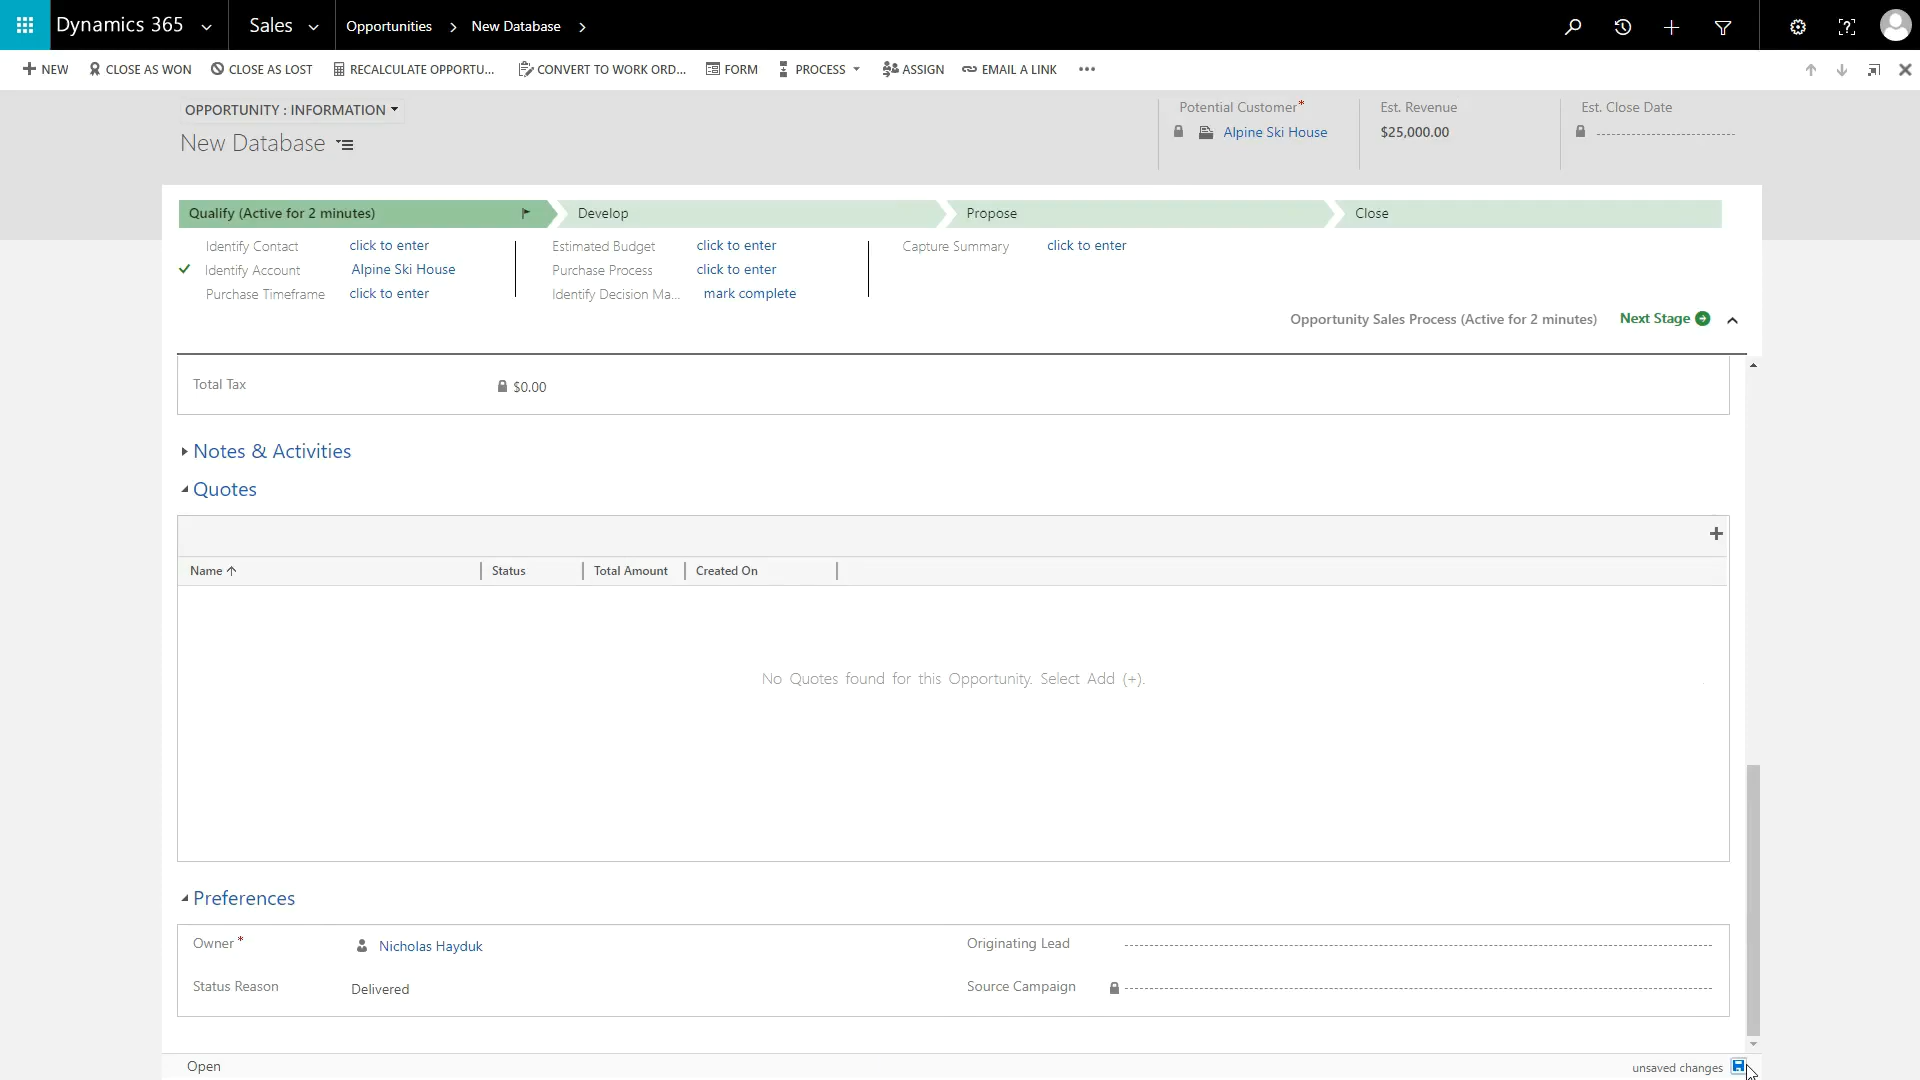 Dynamics 365 Sales Opportunities New Database
NEW CLOSE AS WON CLOSE AS LOST RECALCULATE OPPORTU... CONVERT TO WORK ORD... FORM PROCESS ASSIGN EMAIL A LINK ...
OPPORTUNITY : INFORMATION
New Database
Potential Customer* Est. Revenue Est. Close Date
Alpine Ski House $25,000.00
Qualify (Active for 2 minutes) Develop Propose Close
Identify Contact click to enter Estimated Budget click to enter Capture Summary click to enter
Identify Account Alpine Ski House Purchase Process click to enter
Purchase Timeframe click to enter Identify Decision Ma... mark complete
Opportunity Sales Process (Active for 2 minutes) Next Stage
Total Tax $0.00
Notes & Activities
Quotes
+
Name Status Total Amount Created On
No Quotes found for this Opportunity. Select Add (+).
Preferences
Owner* Nicholas Hayduk Originating Lead
Status Reason Delivered Source Campaign
Open unsaved changes